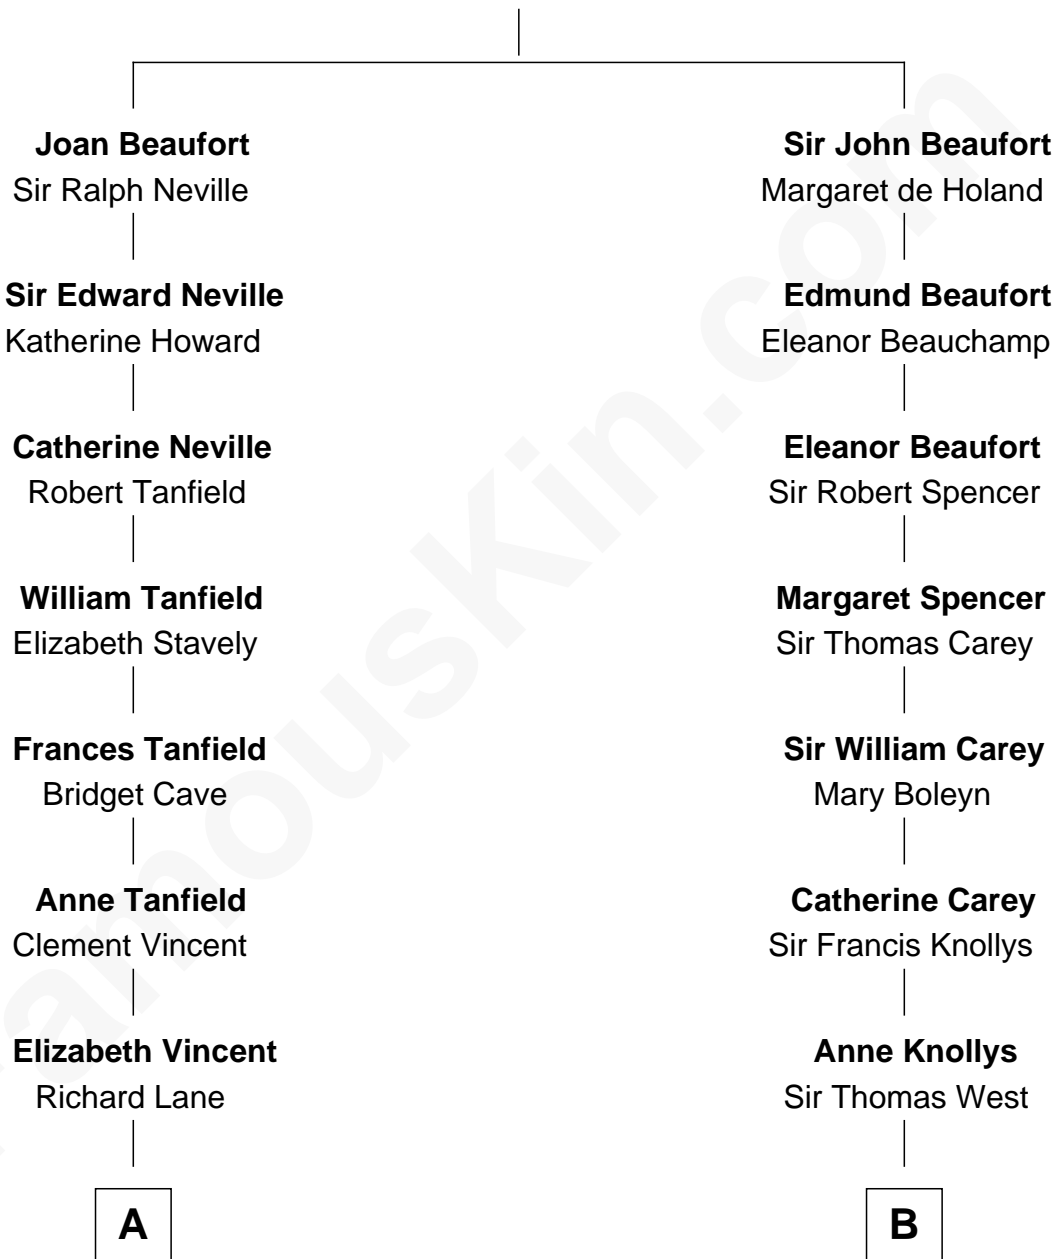 Joan Beaufort
Sir Ralph Neville
Sir Edward Neville
Katherine Howard
Catherine Neville
Robert Tanfield
William Tanfield
Elizabeth Stavely
Frances Tanfield
Bridget Cave
Anne Tanfield
Clement Vincent
Elizabeth Vincent
Richard Lane
A
Sir John Beaufort
Margaret de Holand
Edmund Beaufort
Eleanor Beauchamp
Eleanor Beaufort
Sir Robert Spencer
Margaret Spencer
Sir Thomas Carey
Sir William Carey
Mary Boleyn
Catherine Carey
Sir Francis Knollys
Anne Knollys
Sir Thomas West
B
FamousKin.com